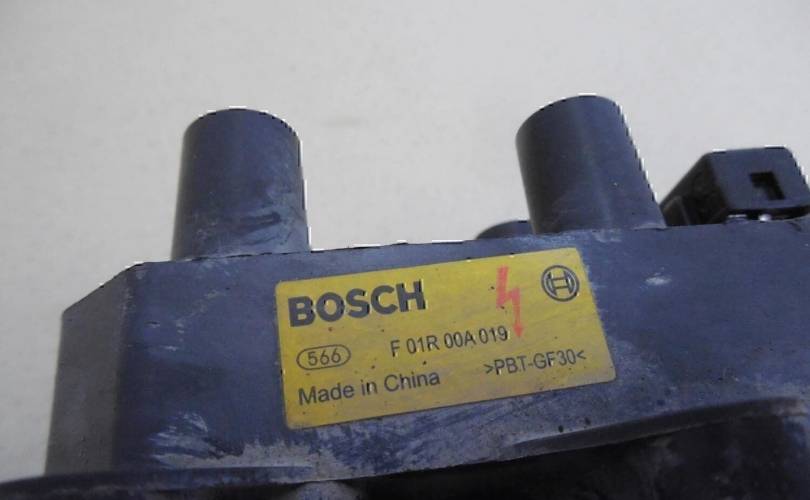 BOSCH
566
F 01R 00A 019
>PBT-GF30<
Made in China